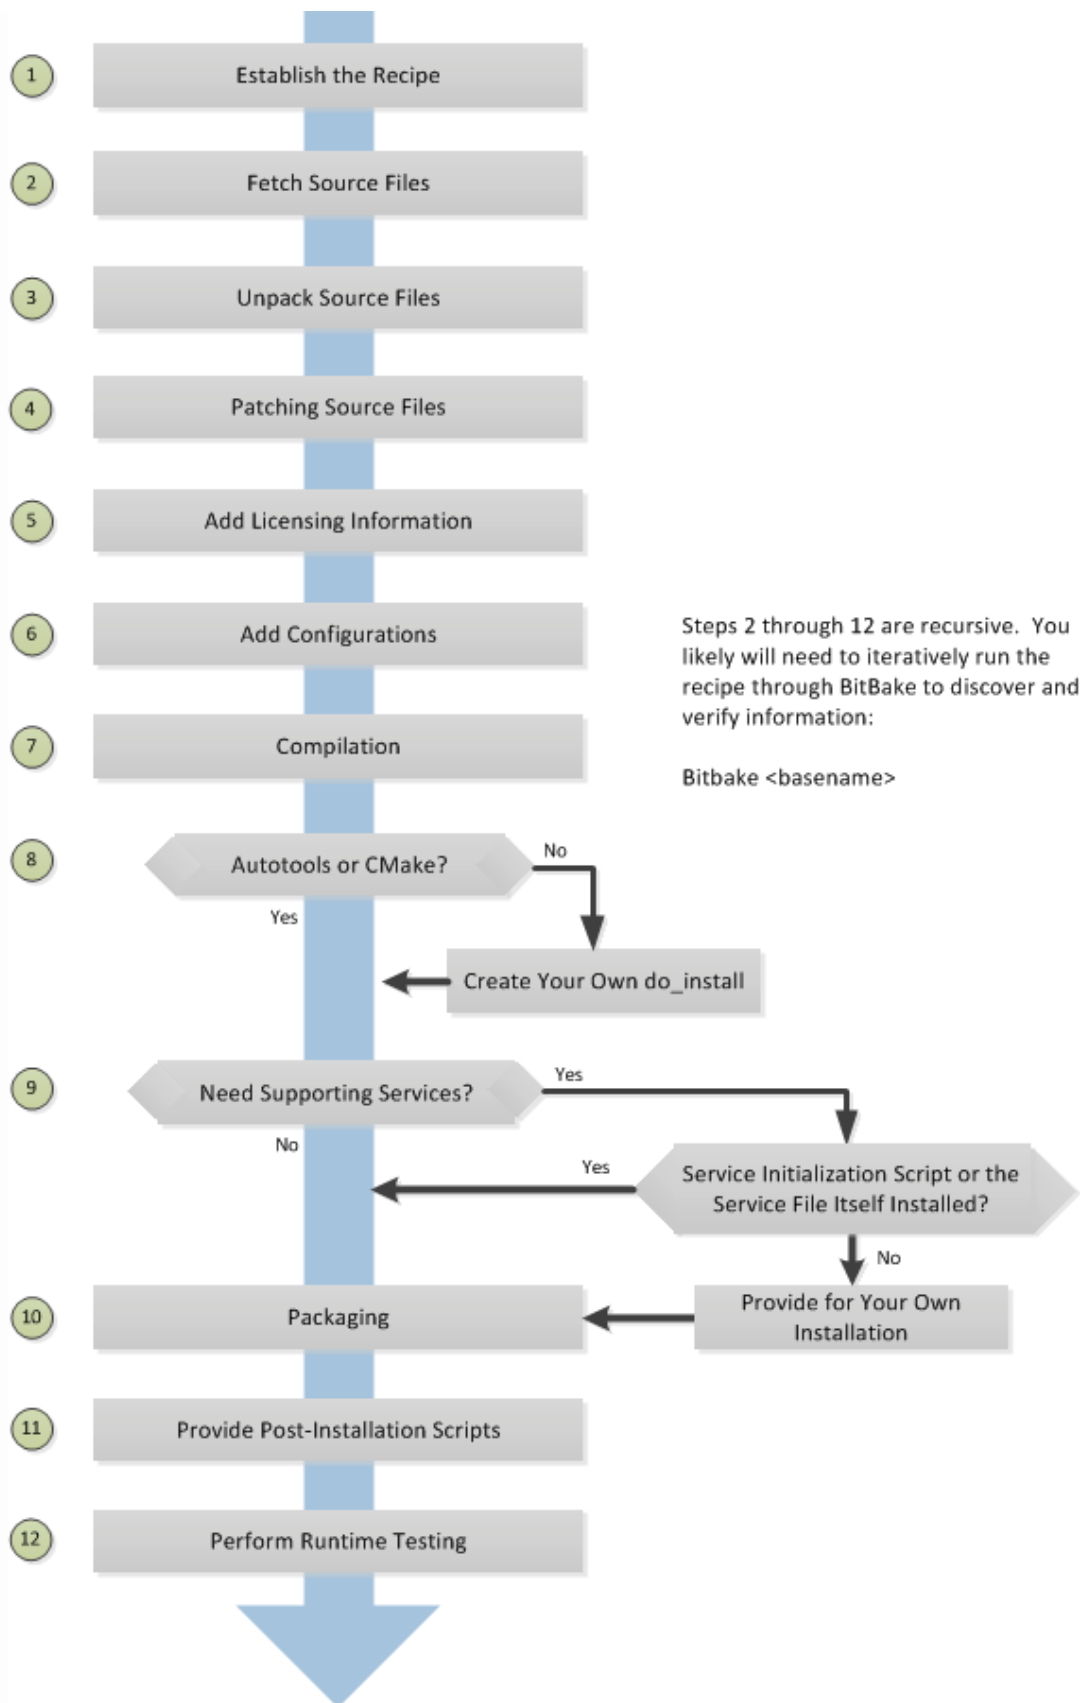 1
Establish the Recipe
2
Fetch Source Files
3
Unpack Source Files
4
Patching Source Files
5
Add Licensing Information
6
Add Configurations
Steps 2 through 12 are recursive. You
likely will need to iteratively run the
recipe through BitBake to discover and
verify information:
Bitbake <basename>
7
Compilation
8
Autotools or CMake?
No
Yes
Create Your Own do_install
9
Need Supporting Services?
Yes
No
Yes
Service Initialization Script or the
Service File Itself Installed?
No
10
Packaging
Provide for Your Own
Installation
11
Provide Post-Installation Scripts
12
Perform Runtime Testing